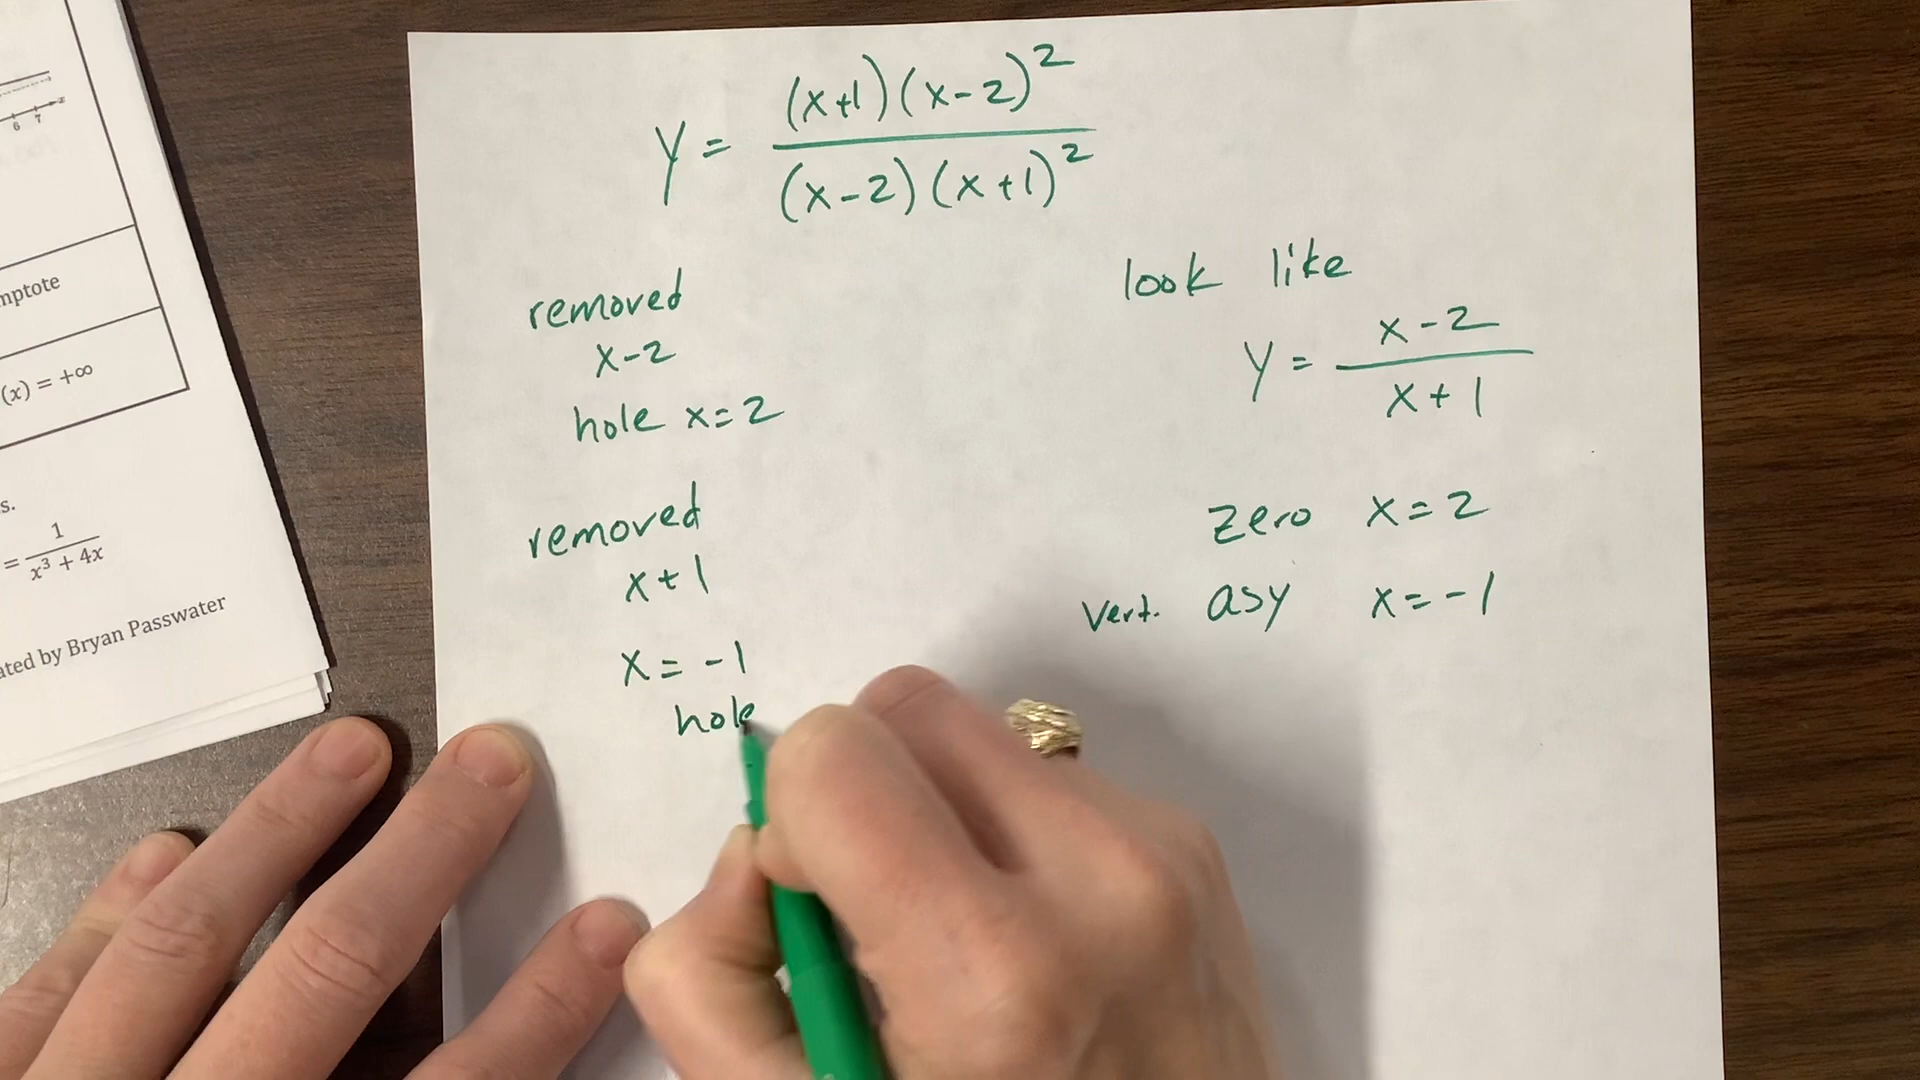 y = (x+1)(x-2)² / (x-2)(x+1)²
removed
x-2
hole x=2
removed
x+1
x = -1
hole
look like
y = x-2 / x+1
zero x=2
Vert. asy x=-1
6 7
mptote
(x) = +∞
s.
= 1 / x³ + 4x
ated by Bryan Passwater